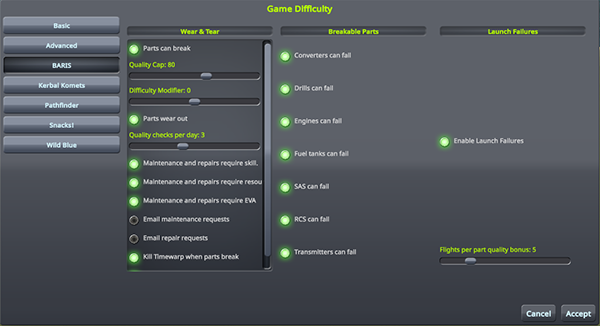 Game Difficulty
Basic
Advanced
BARIS
Kerbal Komets
Pathfinder
Snacks!
Wild Blue
Wear & Tear
Parts can break
Quality Cap: 80
Difficulty Modifier: 0
Parts wear out
Quality checks per day: 3
Maintenance and repairs require skill.
Maintenance and repairs require resou
Maintenance and repairs require EVA
Email maintenance requests
Email repair requests
Kill Timewarp when parts break
Breakable Parts
Converters can fail
Drills can fail
Engines can fail
Fuel tanks can fail
SAS can fail
RCS can fail
Transmitters can fail
Launch Failures
Enable Launch Failures
Flights per part quality bonus: 5
Cancel
Accept